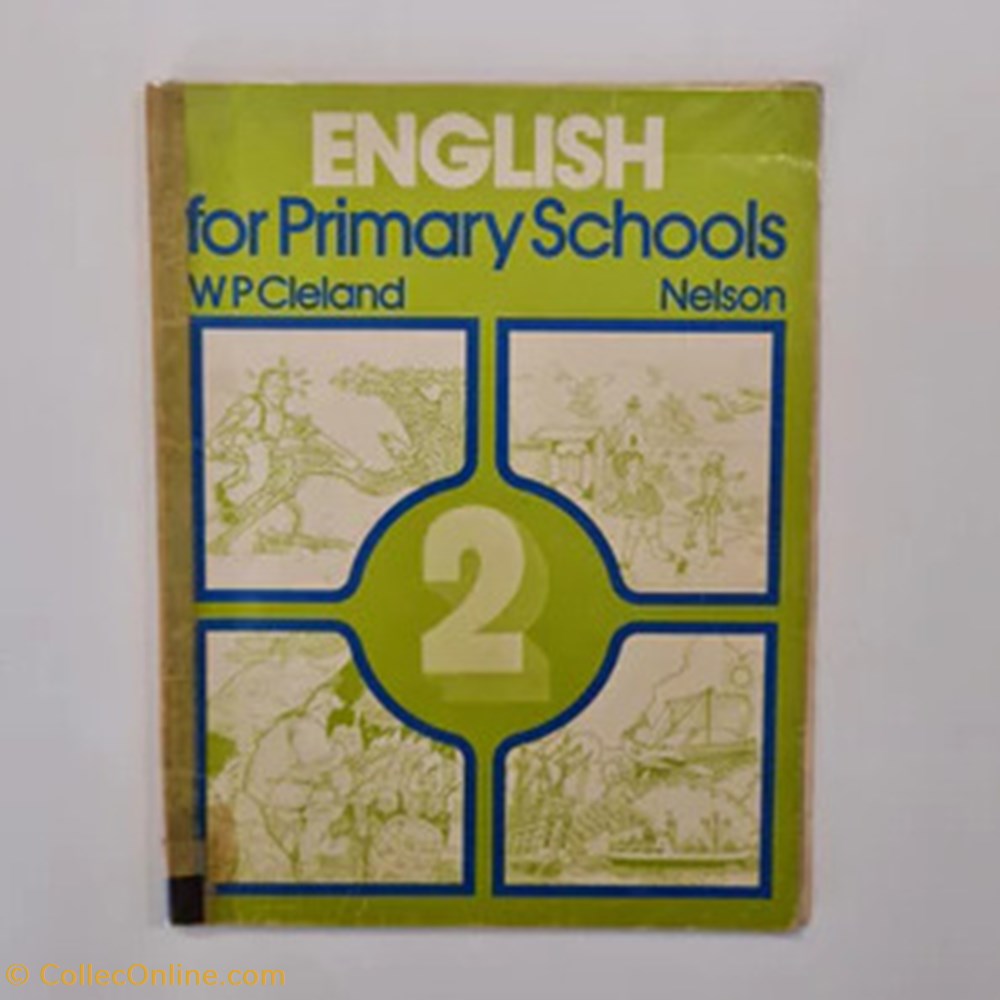 ENGLISH
for Primary Schools
W P Cleland Nelson
2
© CollecOnline.com